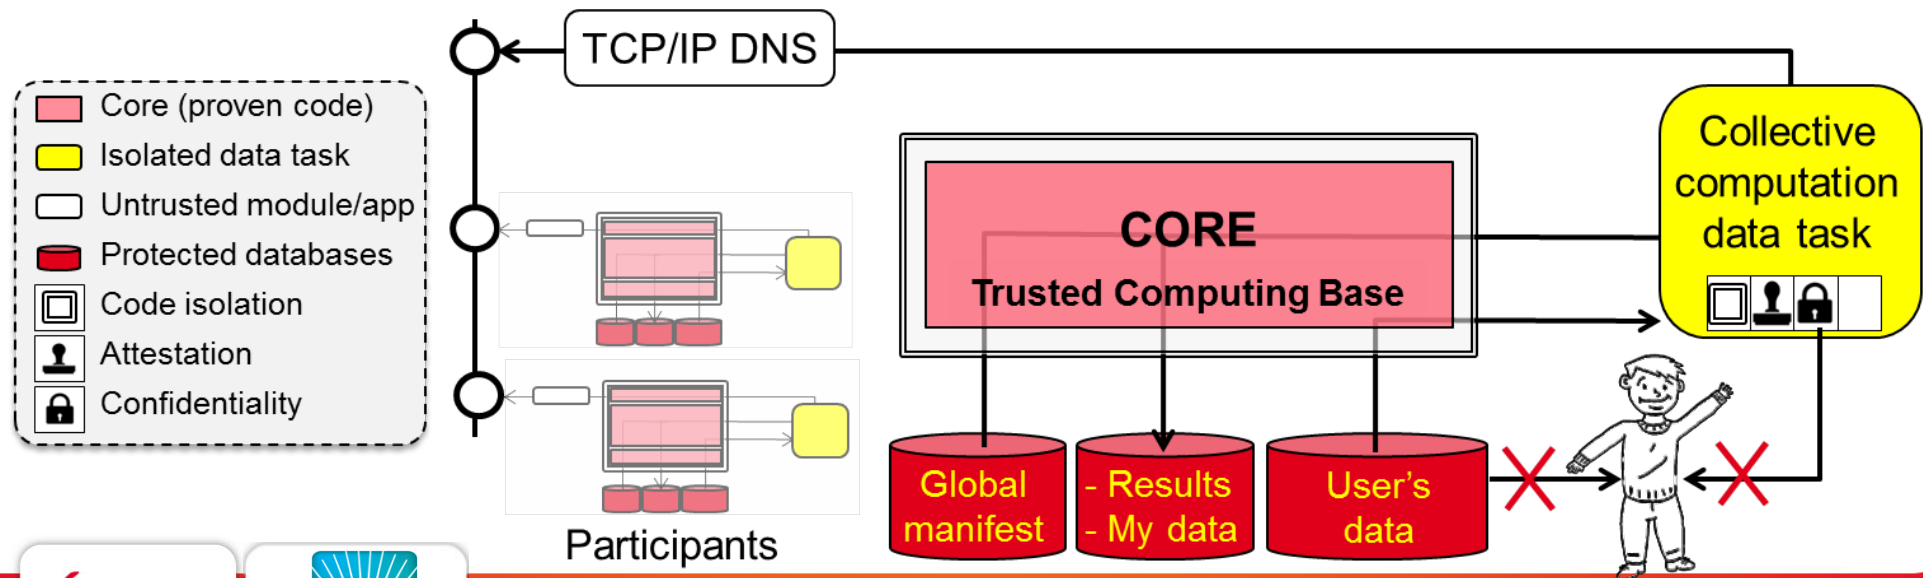 TCP/IP DNS
Core (proven code)
Isolated data task
Untrusted module/app
Protected databases
Code isolation
Attestation
Confidentiality
Participants
CORE
Trusted Computing Base
Collective
computation
data task
Global
manifest
- Results
- My data
User's
data